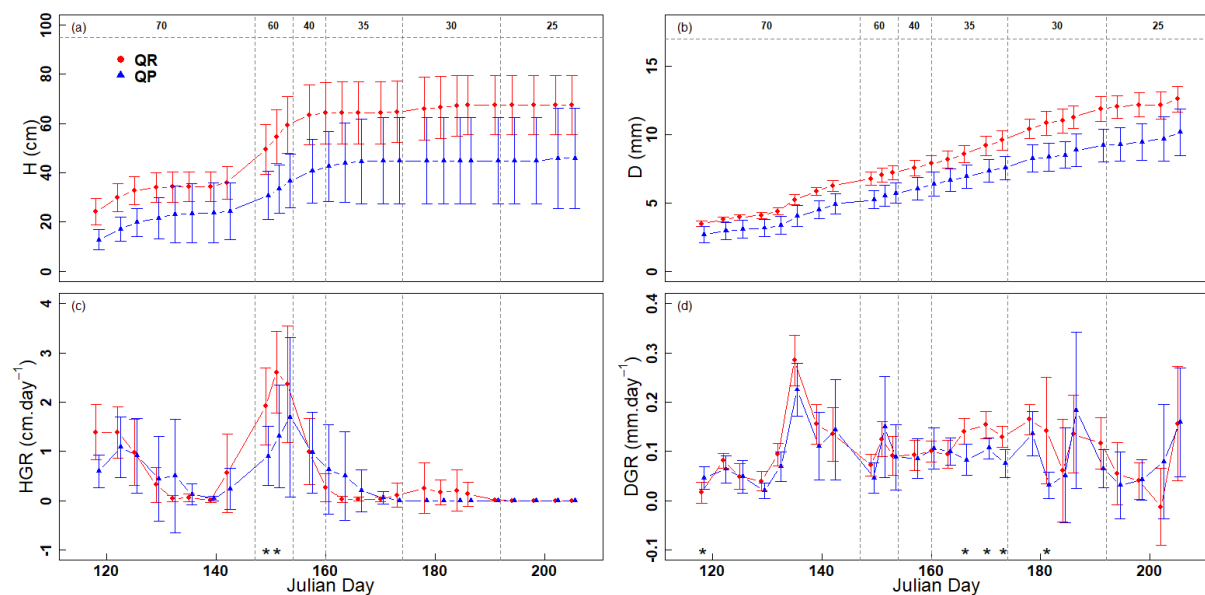 (a) 70 60 40 35 30 25
100
80
60
40
20
0
H (cm)
QR
QP
(b) 70 60 40 35 30 25
15
10
5
0
D (mm)
(c)
4
3
2
1
0
-1
HGR (cm.day⁻¹)
* *
120 140 160 180 200
Julian Day
(d)
0.4
0.3
0.2
0.1
0.0
-0.1
DGR (mm.day⁻¹)
* * * * *
120 140 160 180 200
Julian Day